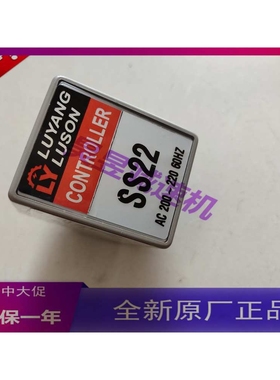 LY
LUYANG
LUSON
CONTROLLER
SS22
AC 200~220 60HZ
中大促
保一年
全新原厂正品